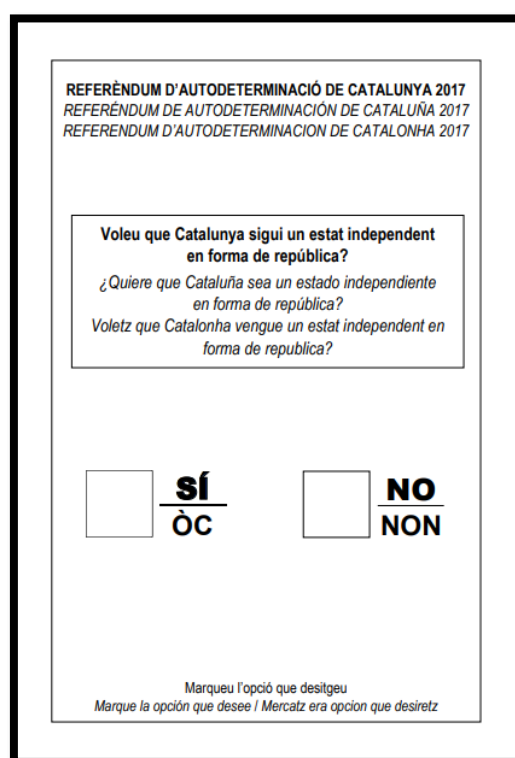 REFERÈNDUM D'AUTODETERMINACIÓ DE CATALUNYA 2017
REFERÉNDUM DE AUTODETERMINACIÓN DE CATALUÑA 2017
REFERENDUM D'AUTODETERMINACION DE CATALONHA 2017
Voleu que Catalunya sigui un estat independent
en forma de república?
¿Quiere que Cataluña sea un estado independiente
en forma de república?
Voletz que Catalonha vengue un estat independent en
forma de republica?
SÍ
ÒC
NO
NON
Marqueu l'opció que desitgeu
Marque la opción que desee / Mercatz era opcion que desiretz